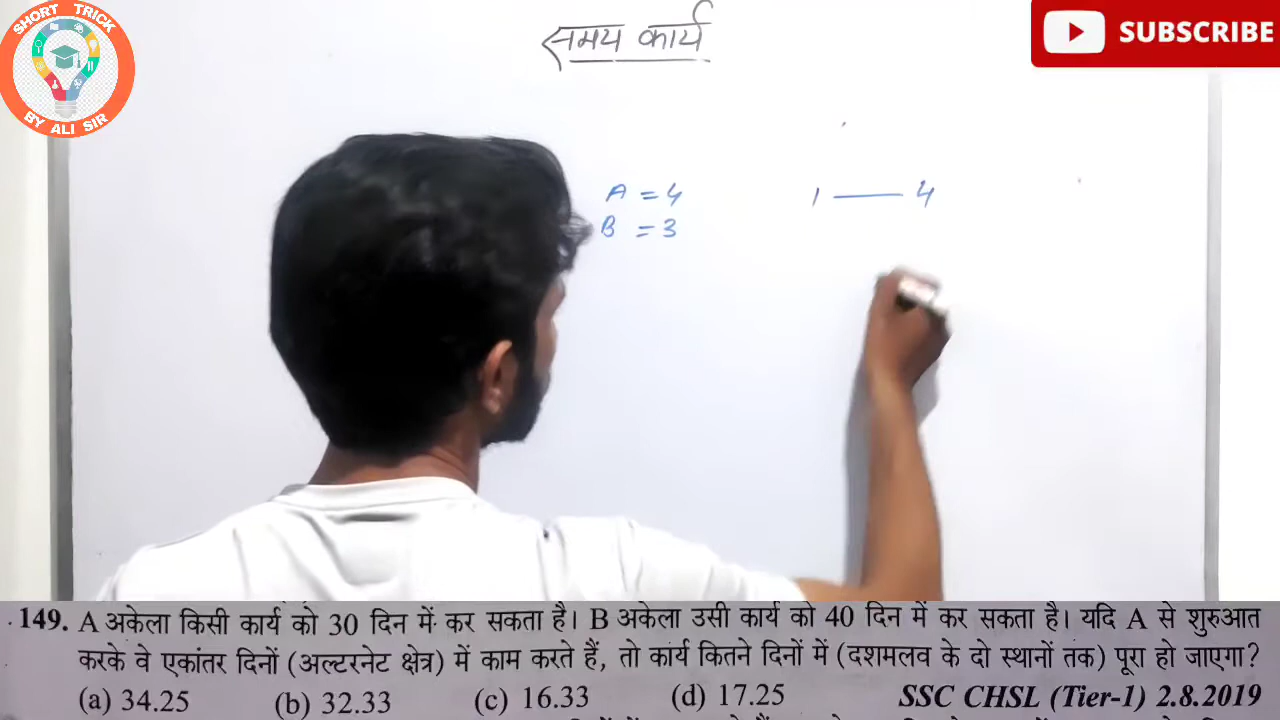 SHORT TRICK
BY ALI SIR
समय कार्य
SUBSCRIBE
A = 4
B = 3
1 — 4
149. A अकेला किसी कार्य को 30 दिन में कर सकता है। B अकेला उसी कार्य को 40 दिन में कर सकता है। यदि A से शुरुआत
करके वे एकांतर दिनों (अल्टरनेट क्षेत्र) में काम करते हैं, तो कार्य कितने दिनों में (दशमलव के दो स्थानों तक) पूरा हो जाएगा?
(a) 34.25 (b) 32.33 (c) 16.33 (d) 17.25 SSC CHSL (Tier-1) 2.8.2019